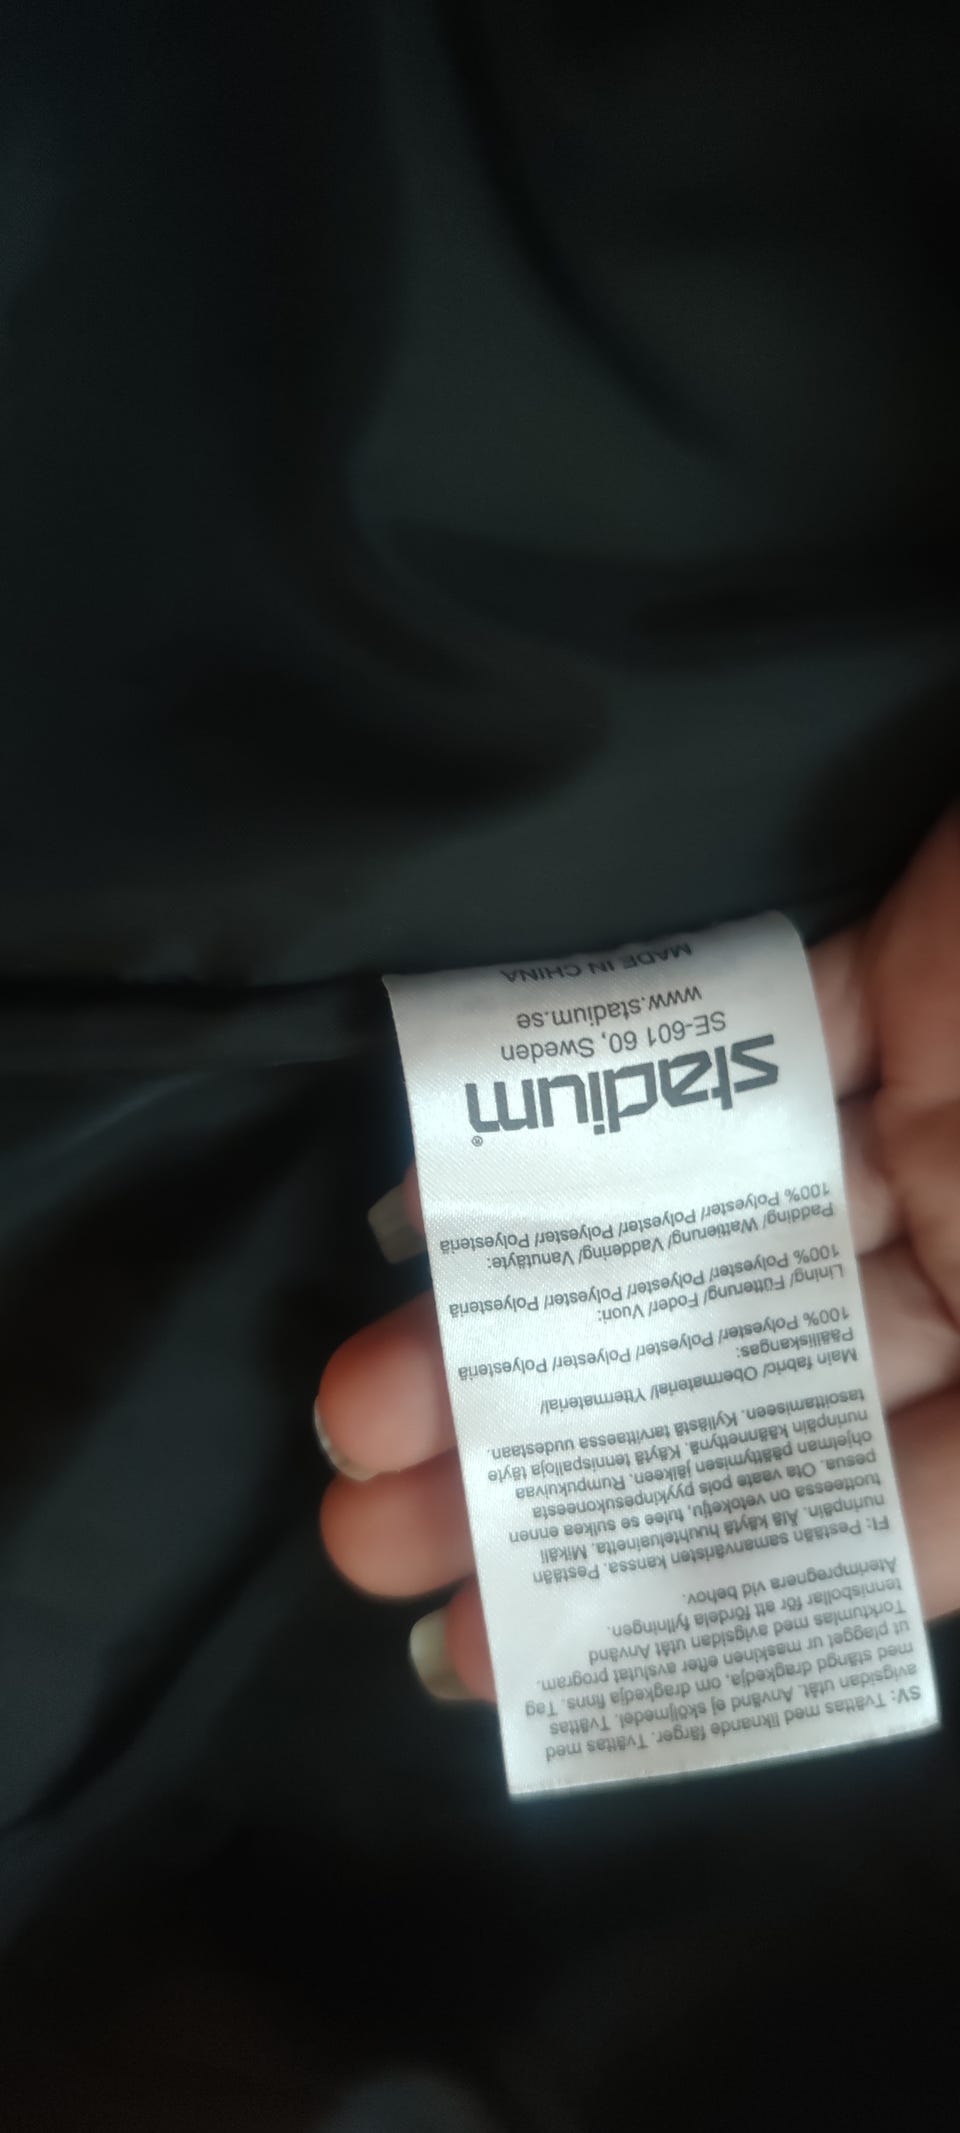 SV: Tvättas med liknande färger. Tvättas med
avigsidan utåt. Använd ej sköljmedel. Tvättas
med stängd dragkedja, om dragkedja finns. Tag
ut plagget ur maskinen efter avslutat program.
Torktumlas med avigsidan utåt Använd
tennisbollar för att fördela fyllningen.
Återimpregnera vid behov.
FI: Pestään samanväristen kanssa. Pestään
nurinpäin. Älä käytä huuhteluainetta. Mikäli
tuotteessa on vetoketju, tulee se sulkea ennen
pesua. Ota vaate pois pyykinpesukoneesta
ohjelman päättymisen jälkeen. Rumpukuivaa
nurinpäin käännettynä. Käytä tennispalloja täyte
tasoittamiseen. Kyllästä tarvittaessa uudestaan.
Main fabric/ Obermaterial/ Yttermaterial/
Päälliskangas:
100% Polyester/ Polyester/ Polyester/ Polyesteriä
Lining/ Fütterung/ Foder/ Vuori:
100% Polyester/ Polyester/ Polyester/ Polyesteriä
Padding/ Wattierung/ Vaddering/ Vanutäyte:
100% Polyester/ Polyester/ Polyester/ Polyesteriä
stadium®
SE-601 60, Sweden
www.stadium.se
MADE IN CHINA